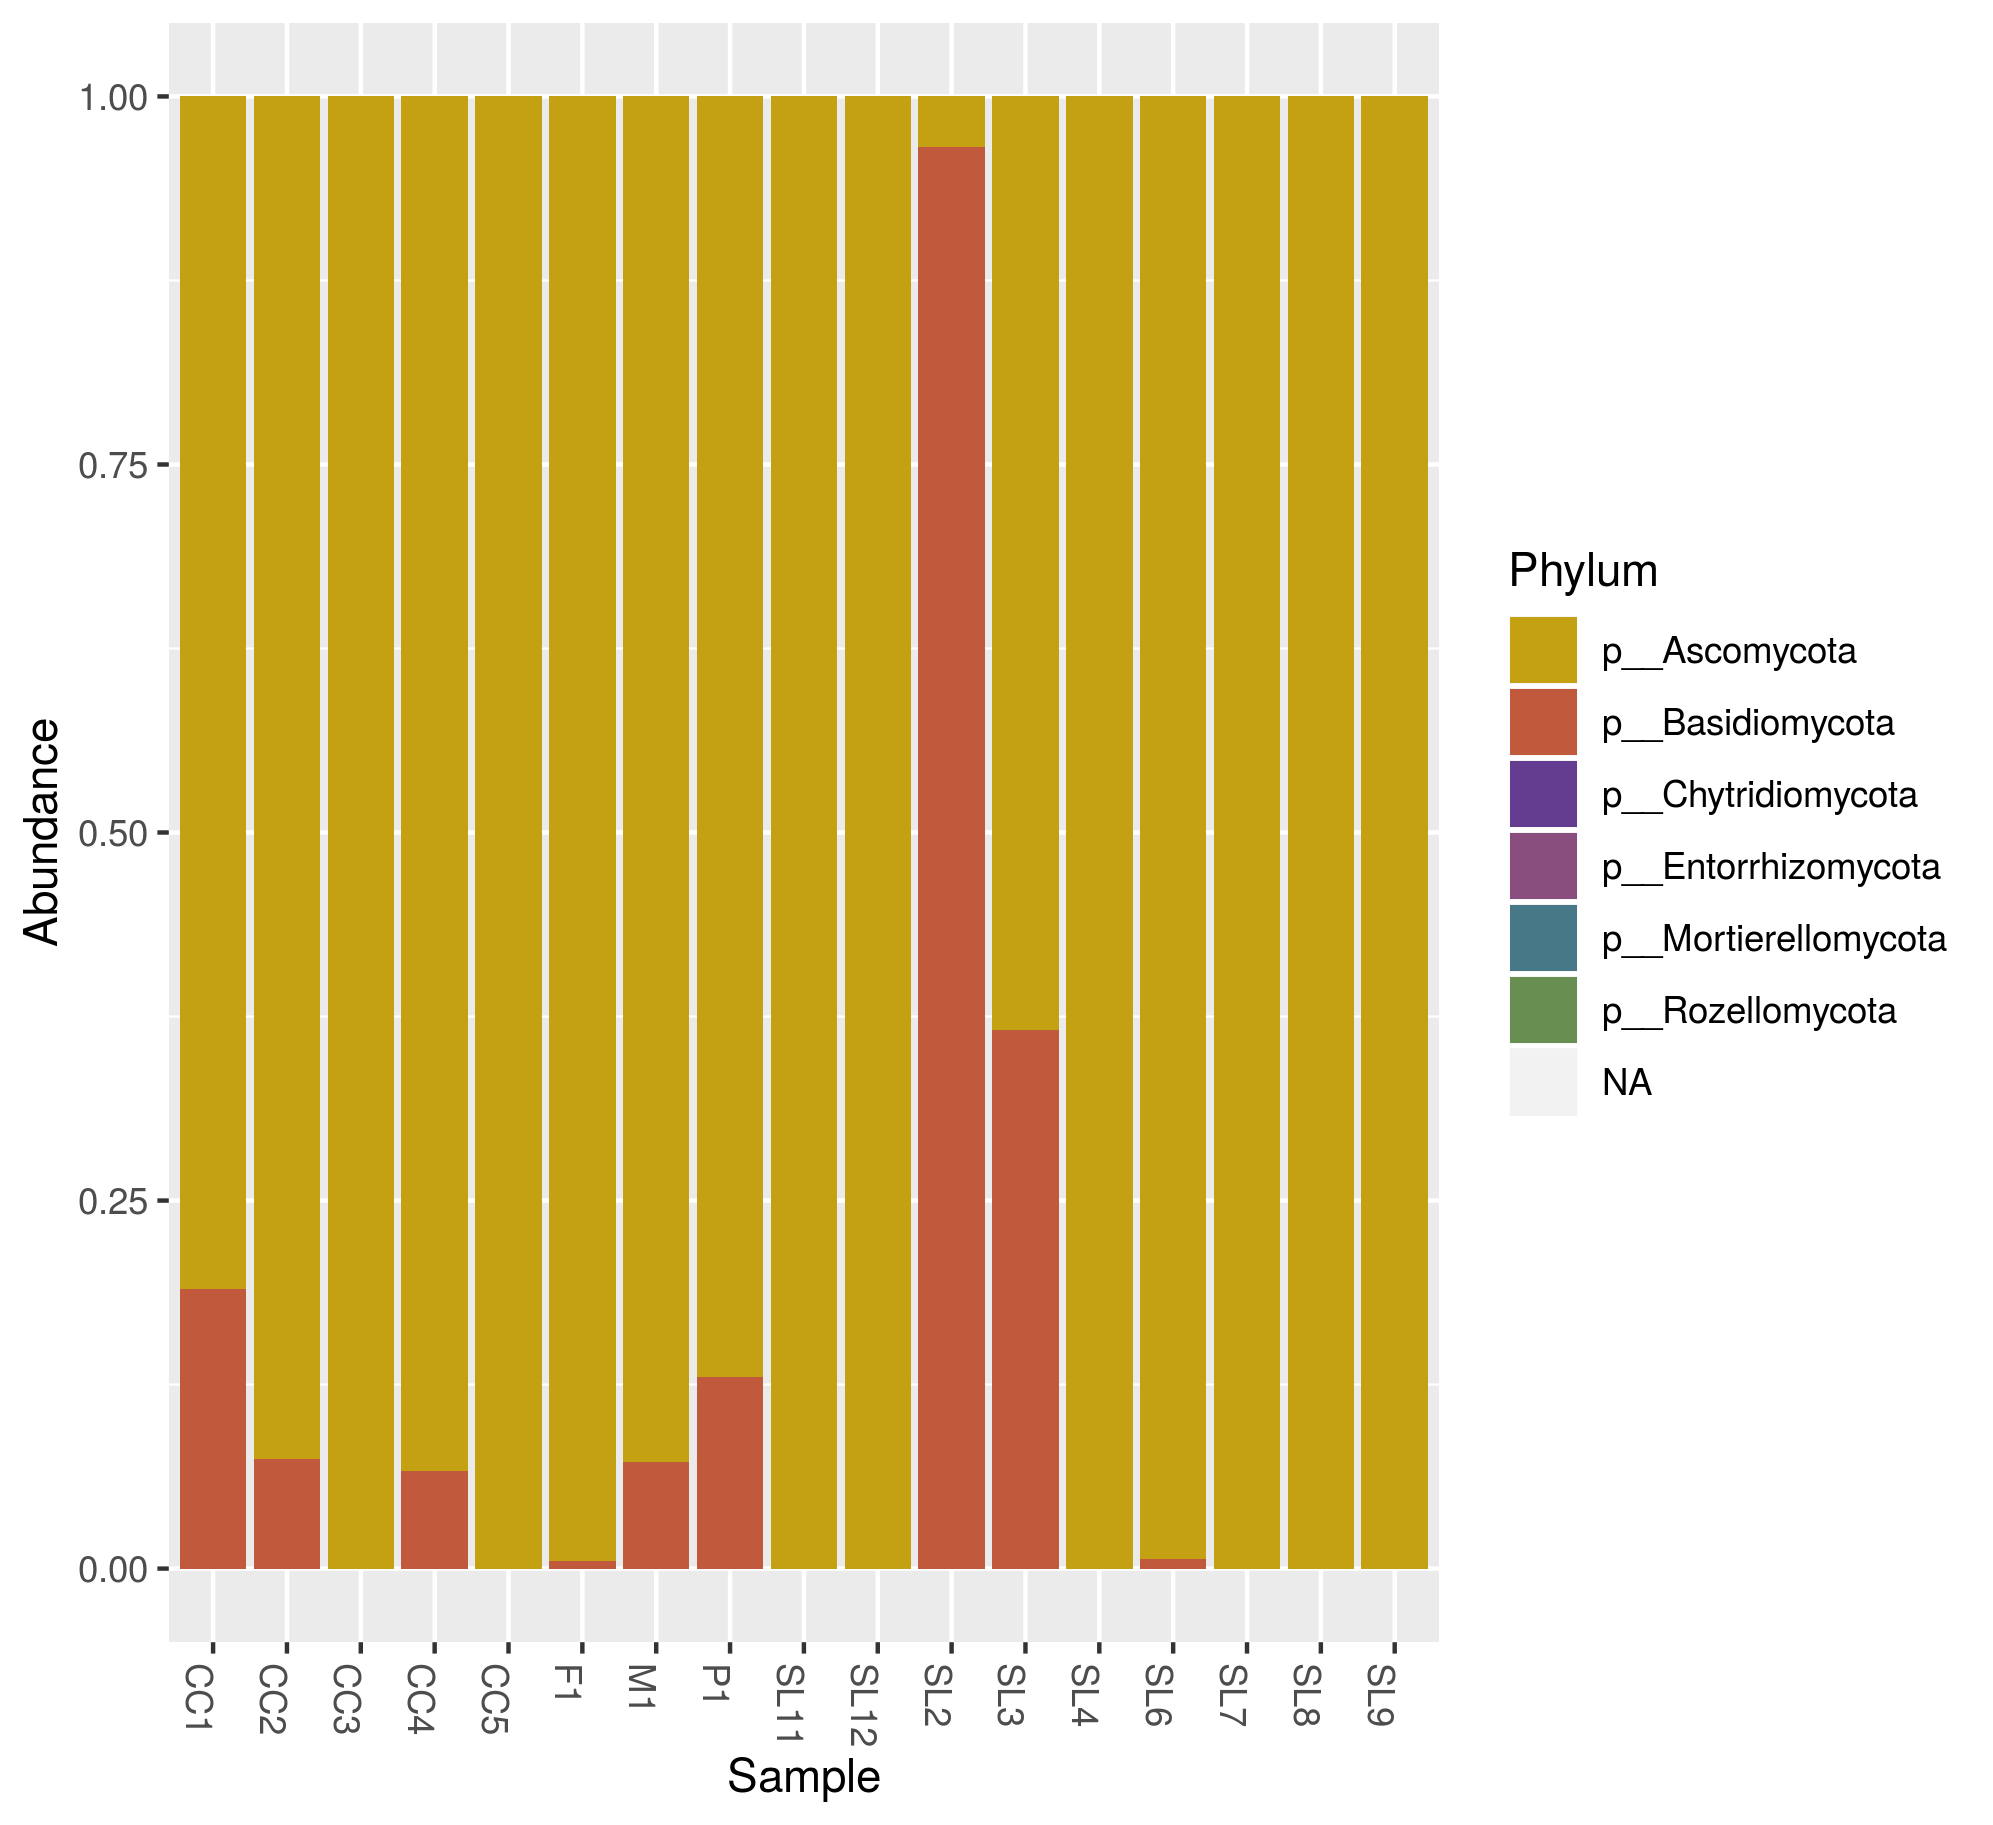 1.00
0.75
0.50
0.25
0.00
Abundance
CC1
CC2
CC3
CC4
CC5
F1
M1
P1
SL11
SL12
SL2
SL3
SL4
SL6
SL7
SL8
SL9
Sample
Phylum
p__Ascomycota
p__Basidiomycota
p__Chytridiomycota
p__Entorrhizomycota
p__Mortierellomycota
p__Rozellomycota
NA